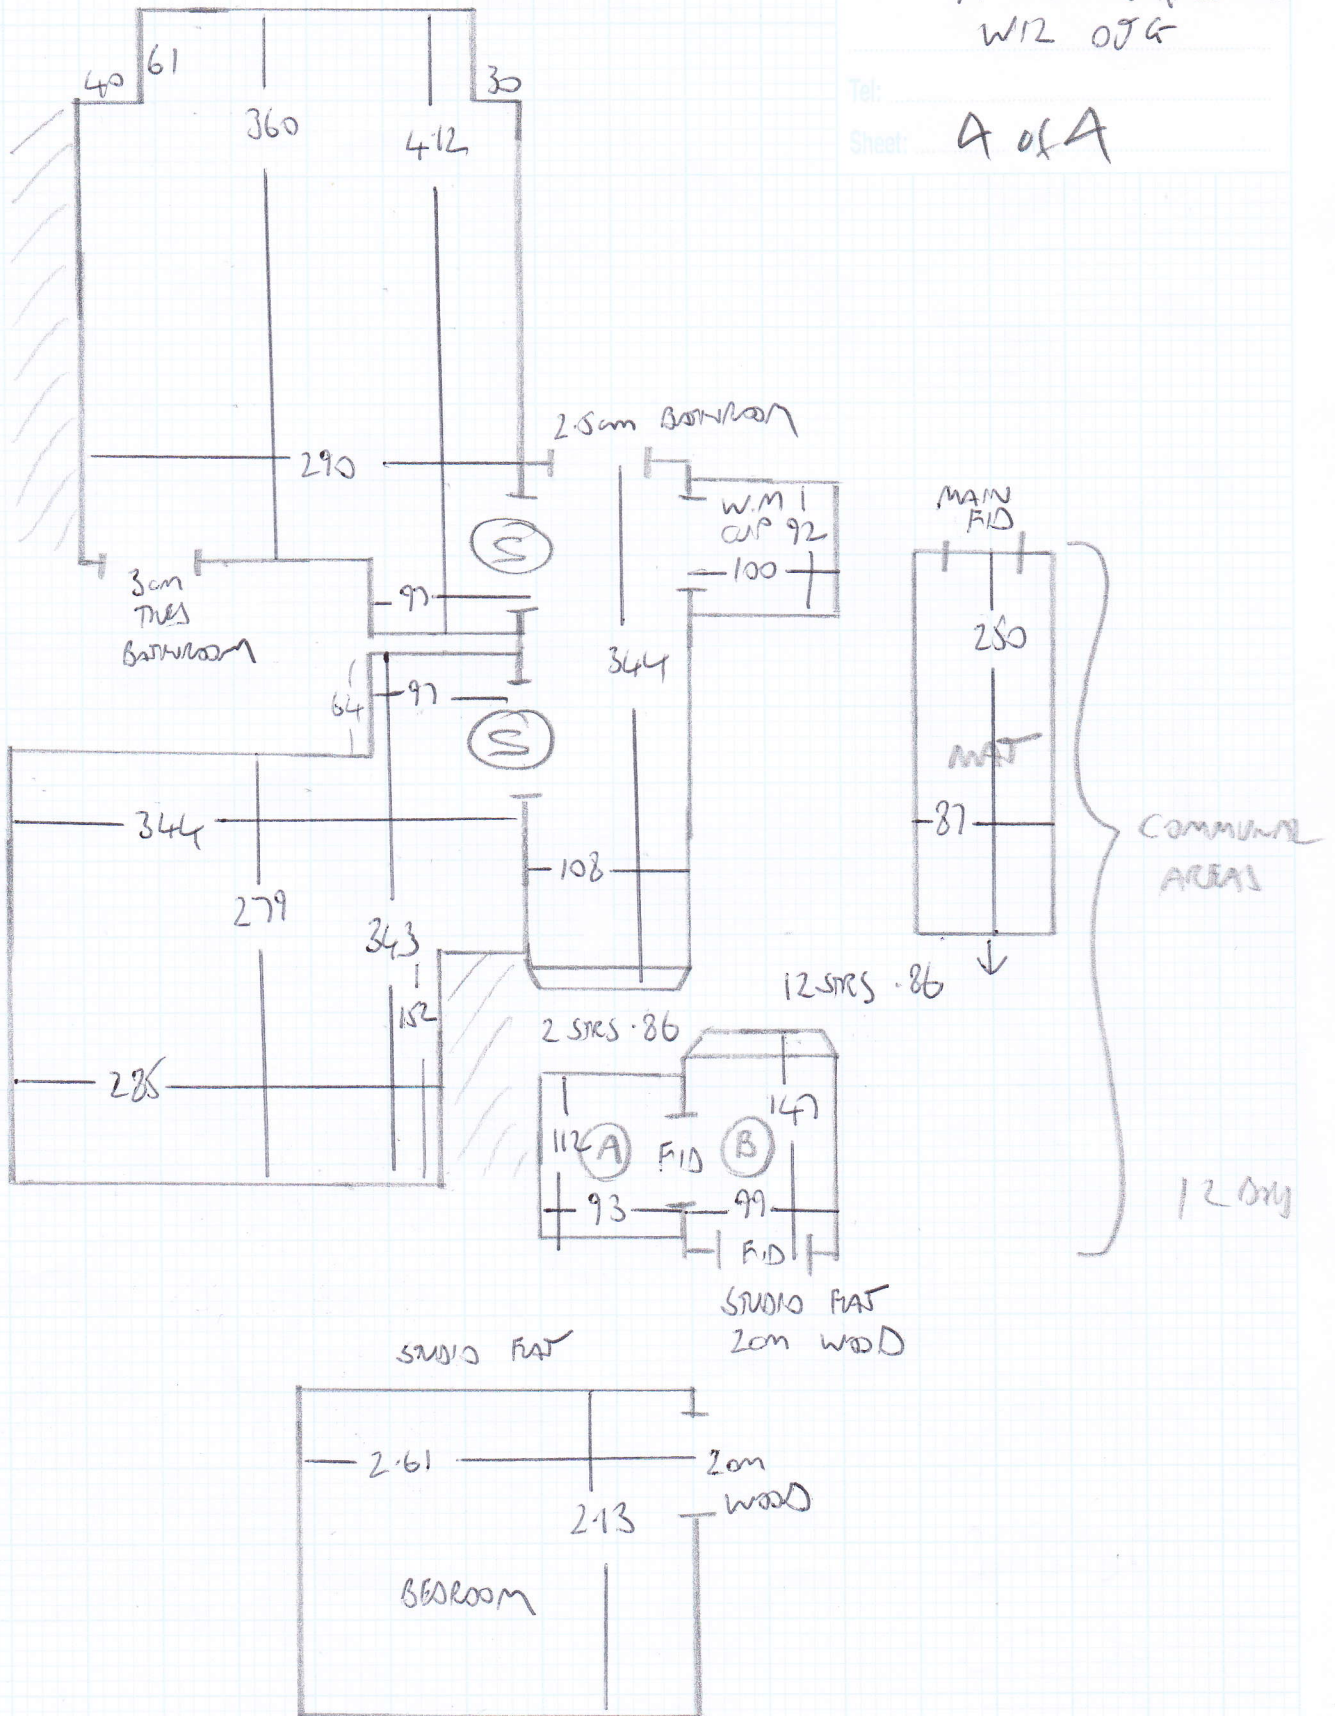 W12 0JG
Tel:
Sheet: 4 of 4
40
61
30
360
412
290
2.5cm BATHROOM
S
W.M
CUP 92
100
3cm
TILES
BATHROOM
97
344
64
97
S
344
108
279
343
152
285
MAIN
F/D
250
MAT
87
COMMUNAL
AREAS
12 STRS .86
2 STRS .86
112
A
F/D
B
147
93
99
F/D
STUDIO FLAT
2cm WOOD
12
STUDIO FLAT
2.61
2cm
WOOD
2.13
BEDROOM